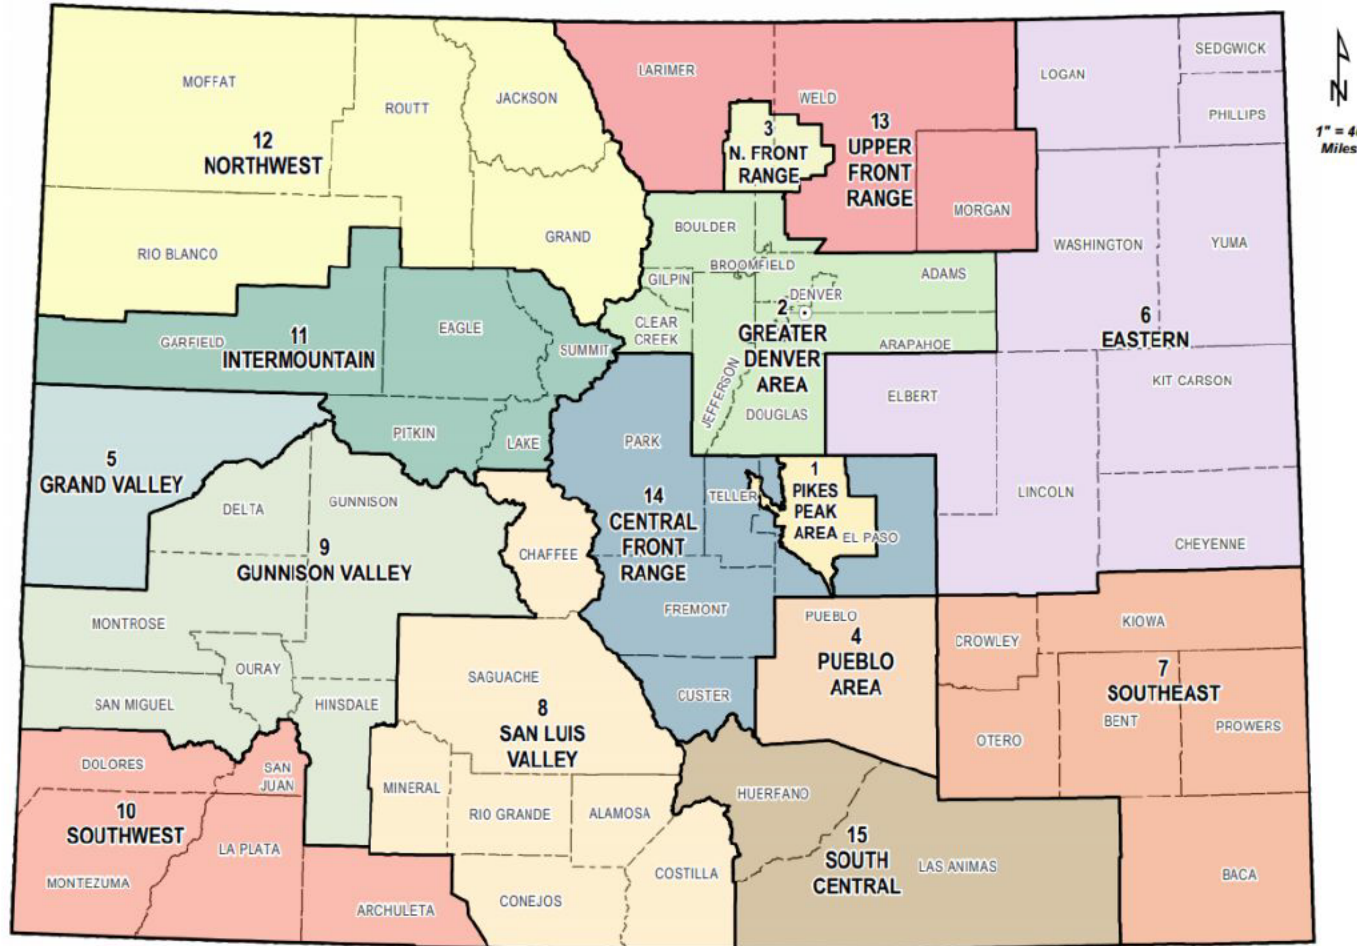 MOFFAT
ROUTT
JACKSON
12
NORTHWEST
RIO BLANCO
GRAND
LARIMER
WELD
3
N. FRONT
RANGE
13
UPPER
FRONT
RANGE
MORGAN
LOGAN
SEDGWICK
PHILLIPS
N
1" = 4
Miles
WASHINGTON
YUMA
6
EASTERN
KIT CARSON
ELBERT
LINCOLN
CHEYENNE
BOULDER
BROOMFIELD
GILPIN
ADAMS
DENVER
CLEAR
CREEK
2
GREATER
DENVER
AREA
ARAPAHOE
JEFFERSON
DOUGLAS
GARFIELD
11
INTERMOUNTAIN
EAGLE
SUMMIT
PITKIN
LAKE
5
GRAND VALLEY
DELTA
GUNNISON
9
GUNNISON VALLEY
MONTROSE
OURAY
SAN MIGUEL
HINSDALE
CHAFFEE
PARK
14
CENTRAL
FRONT
RANGE
TELLER
1
PIKES
PEAK
AREA
EL PASO
FREMONT
CUSTER
PUEBLO
4
PUEBLO
AREA
CROWLEY
KIOWA
7
SOUTHEAST
OTERO
BENT
PROWERS
BACA
SAGUACHE
8
SAN LUIS
VALLEY
MINERAL
RIO GRANDE
ALAMOSA
CONEJOS
COSTILLA
DOLORES
SAN
JUAN
10
SOUTHWEST
LA PLATA
MONTEZUMA
ARCHULETA
HUERFANO
15
SOUTH
CENTRAL
LAS ANIMAS